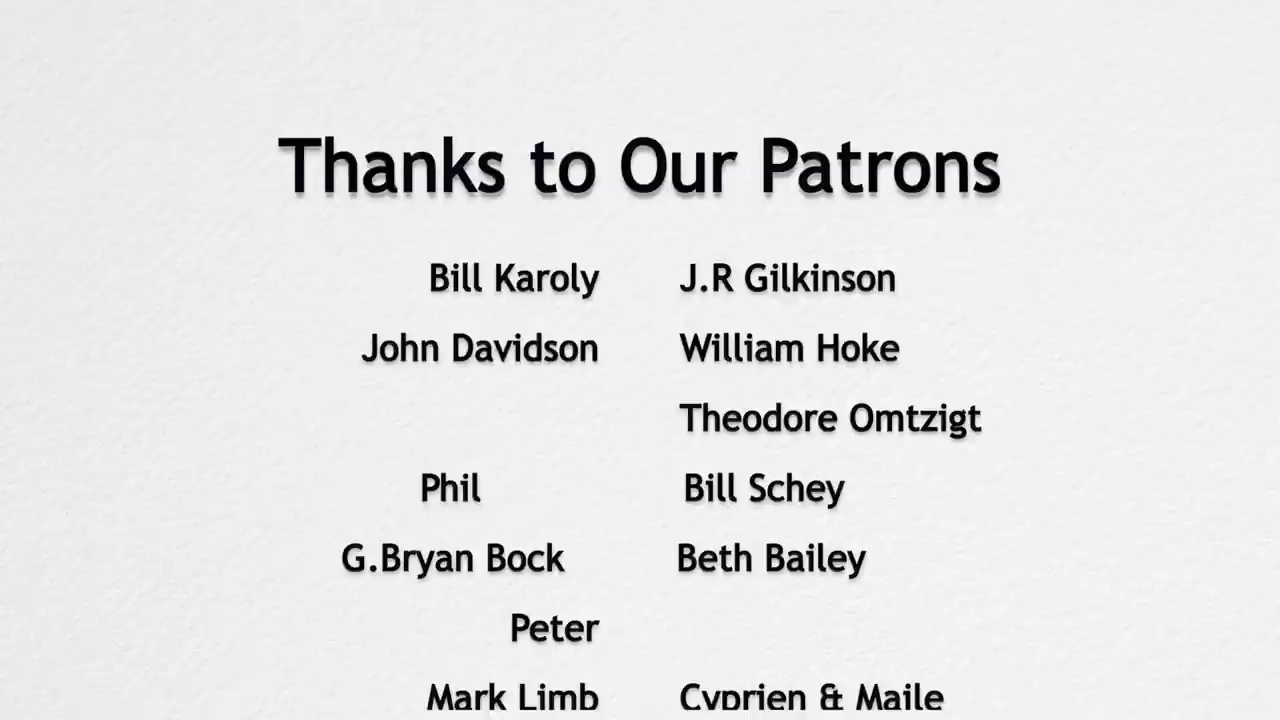 Thanks to Our Patrons
Bill Karoly J.R Gilkinson
John Davidson William Hoke
Theodore Omtzigt
Phil Bill Schey
G.Bryan Bock Beth Bailey
Peter
Mark Limb Cyprien & Maile